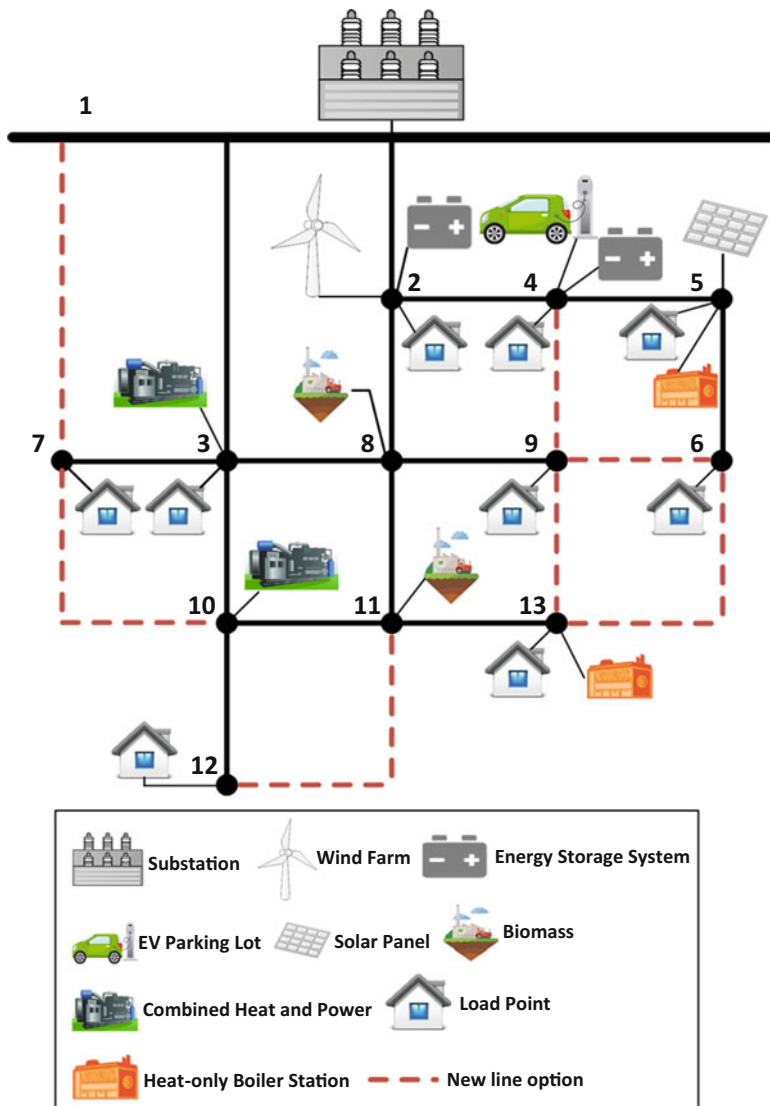 1
2
4
5
7
3
8
9
6
10
11
13
12
Substation
Wind Farm
Energy Storage System
EV Parking Lot
Solar Panel
Biomass
Combined Heat and Power
Load Point
Heat-only Boiler Station
New line option